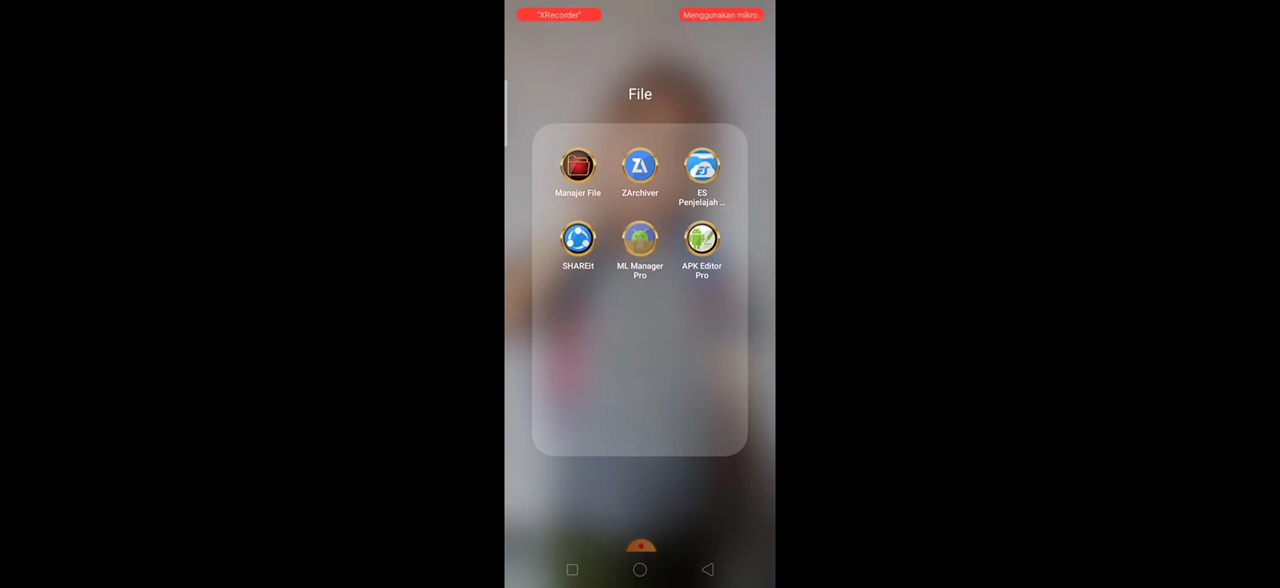 "XRecorder"
Menggunakan mikro..
File
Manajer File
ZArchiver
ES
Penjelajah ...
SHAREit
ML Manager
Pro
APK Editor
Pro